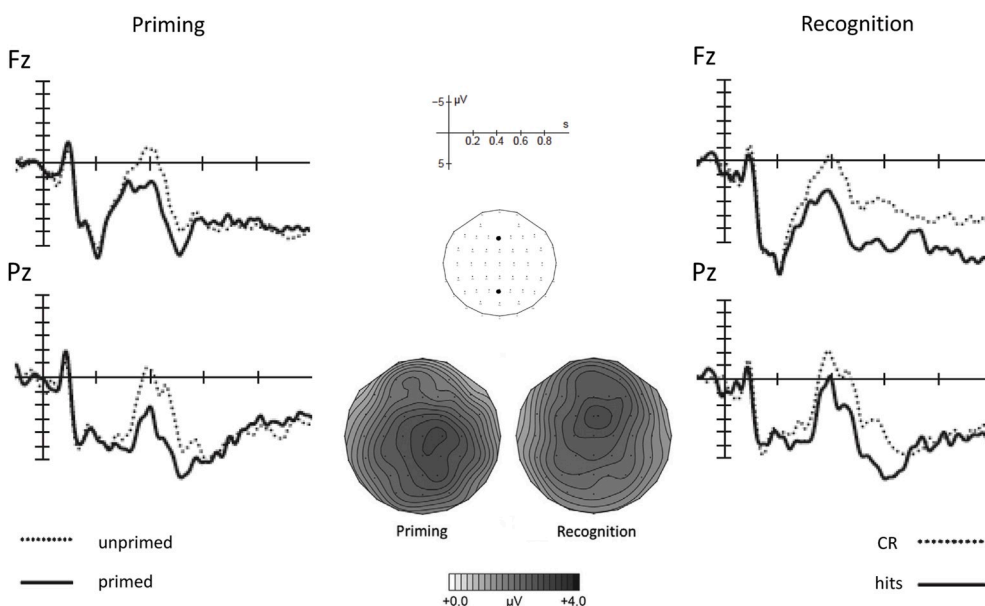 Priming
Recognition
Fz
Fz
−5
µV
s
0.2 0.4 0.6 0.8
5
Pz
Pz
Priming
Recognition
unprimed
CR
primed
hits
+0.0 µV +4.0